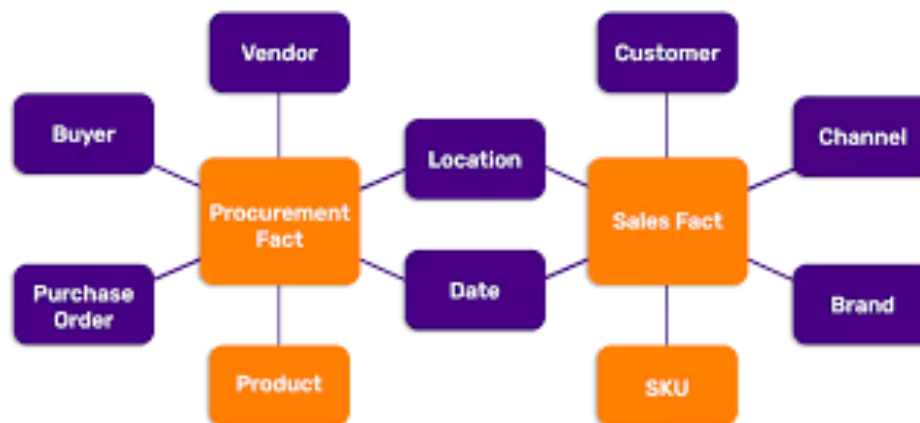 Vendor
Customer
Buyer
Channel
Location
Procurement
Fact
Sales Fact
Purchase
Order
Date
Brand
Product
SKU